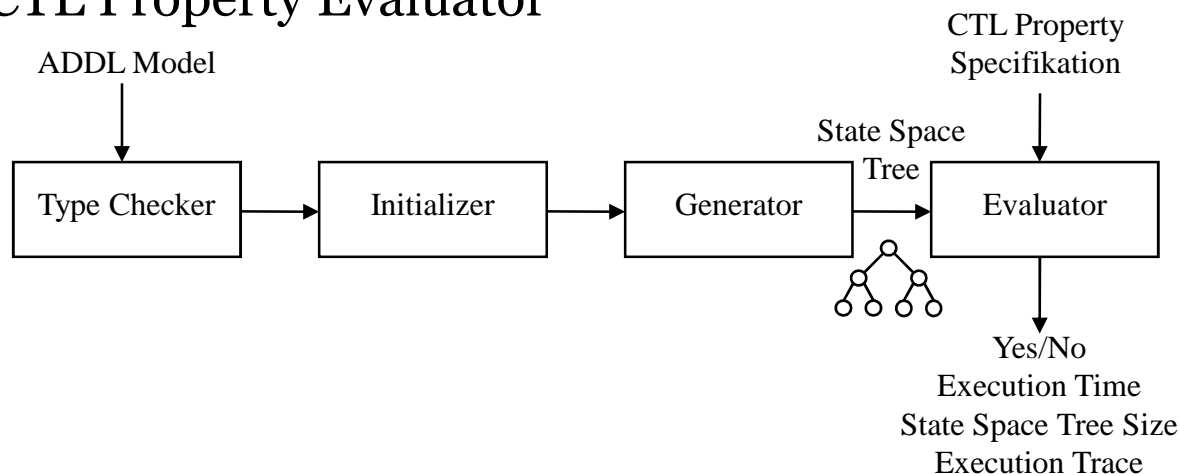 CTL Property Evaluator
ADDL Model
CTL Property
Specifikation
State Space
Tree
Type Checker
Initializer
Generator
Evaluator
Yes/No
Execution Time
State Space Tree Size
Execution Trace